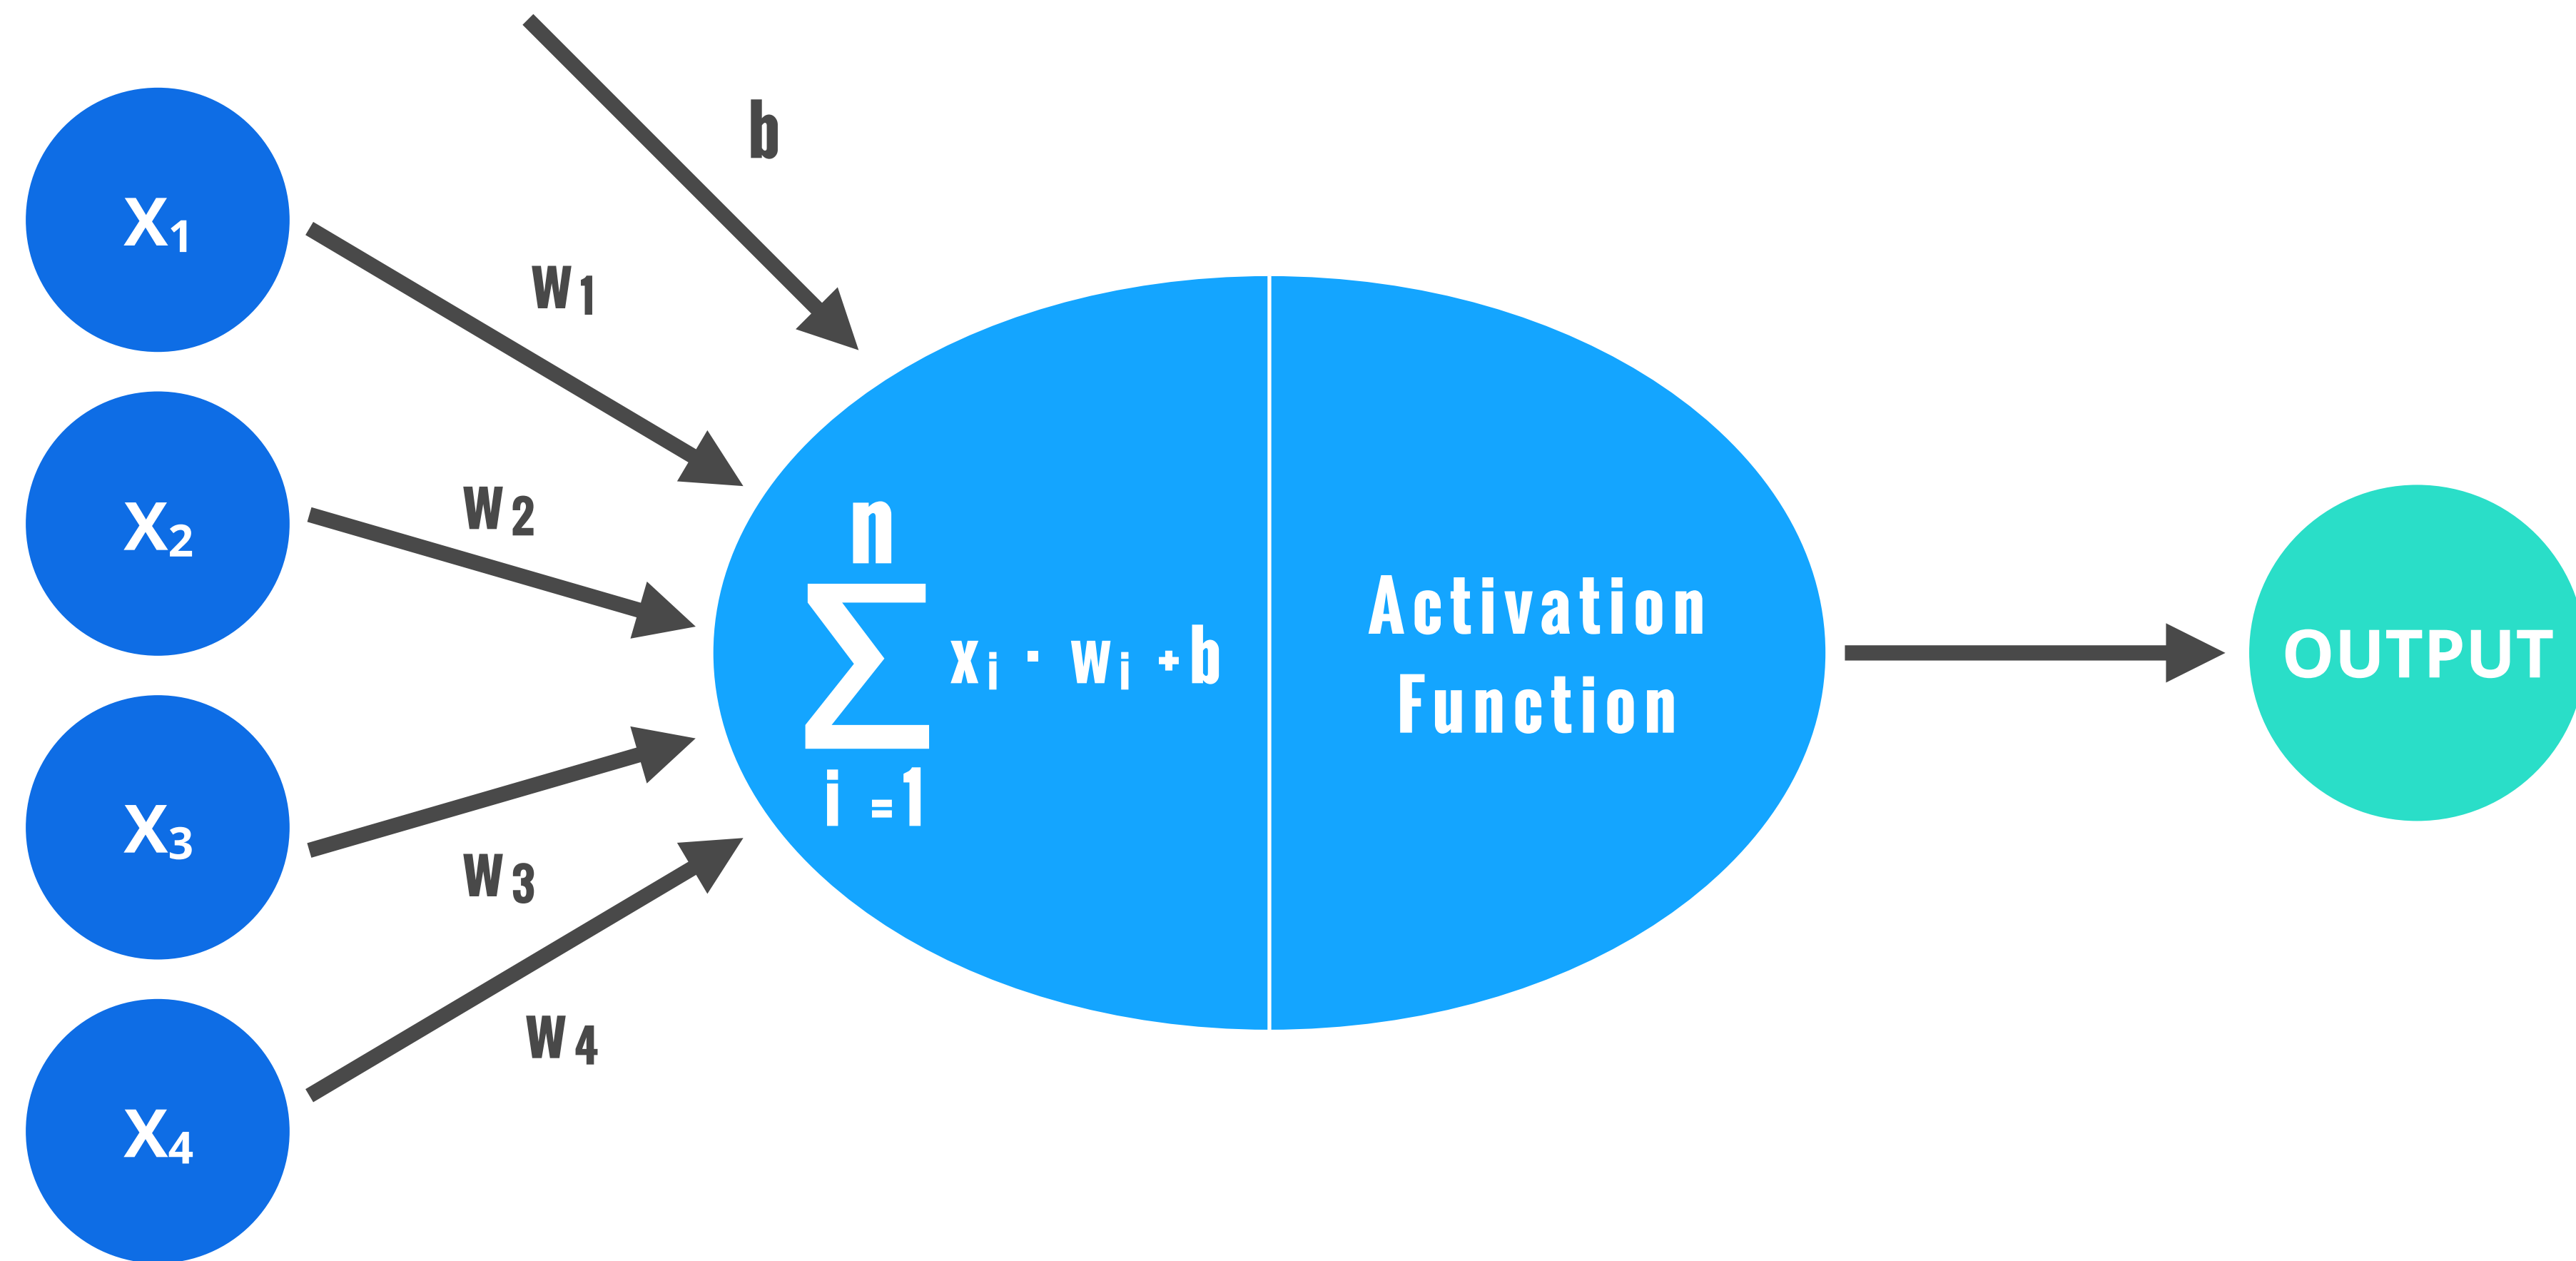 b
X₁
w₁
X₂
w₂
n
∑ xᵢ · wᵢ +b
i =1
Activation
Function
OUTPUT
X₃
w₃
X₄
w₄